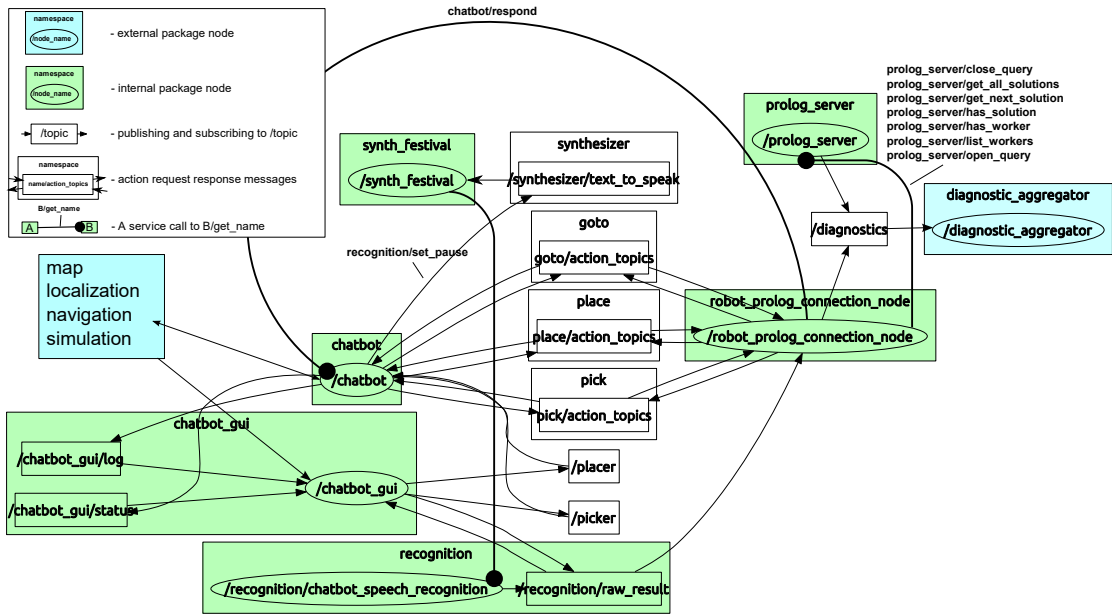 namespace
/node_name
- external package node
namespace
/node_name
- internal package node
/topic
- publishing and subscribing to /topic
namespace
name/action_topics
- action request response messages
B/get_name
A
B
- A service call to B/get_name
chatbot/respond
prolog_server/close_query
prolog_server/get_all_solutions
prolog_server/get_next_solution
prolog_server/has_solution
prolog_server/has_worker
prolog_server/list_workers
prolog_server/open_query
prolog_server
/prolog_server
synth_festival
/synth_festival
synthesizer
/synthesizer/text_to_speak
diagnostic_aggregator
/diagnostic_aggregator
/diagnostics
goto
goto/action_topics
recognition/set_pause
map
localization
navigation
simulation
place
place/action_topics
robot_prolog_connection_node
/robot_prolog_connection_node
chatbot
/chatbot
pick
pick/action_topics
chatbot_gui
/chatbot_gui/log
/chatbot_gui
/chatbot_gui/status
/placer
/picker
recognition
/recognition/chatbot_speech_recognition
/recognition/raw_result